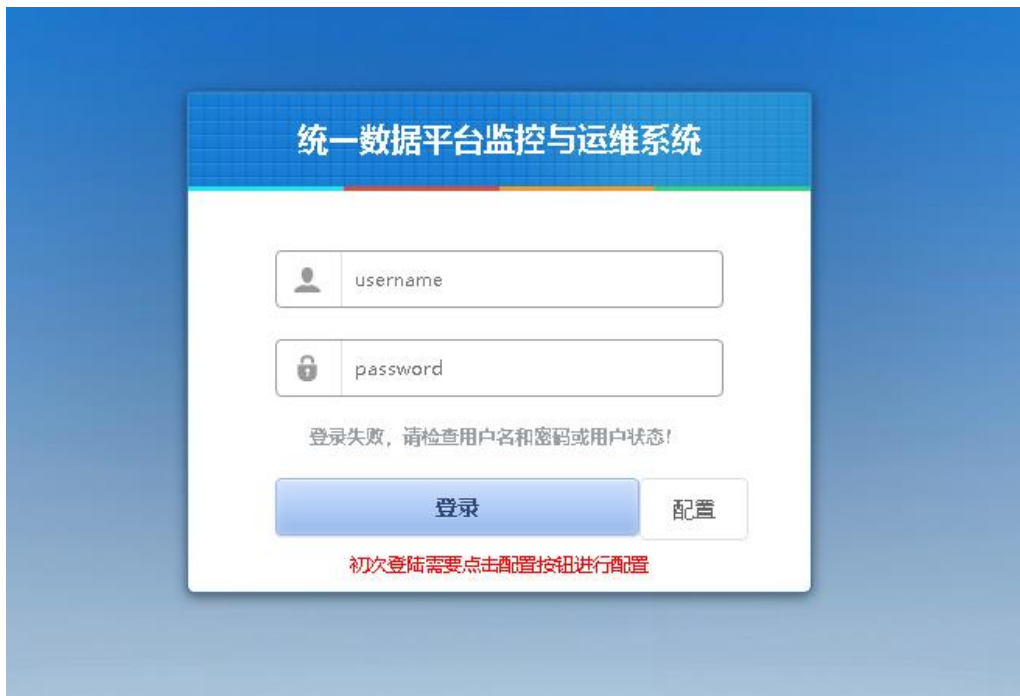 统一数据平台监控与运维系统
username
password
登录失败，请检查用户名和密码或用户状态!
登录
配置
初次登陆需要点击配置按钮进行配置